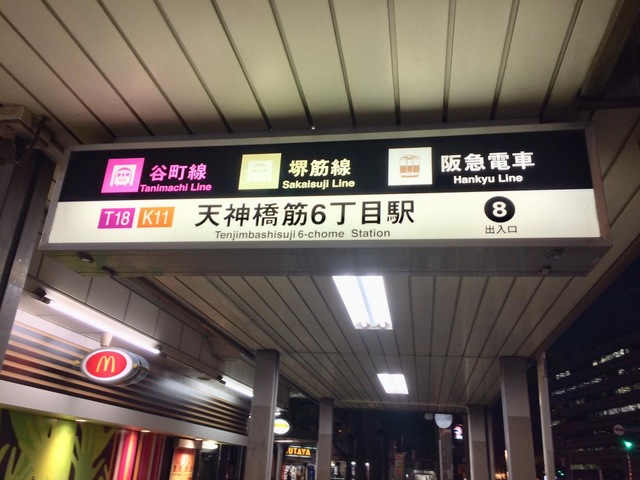 谷町線 堺筋線 阪急電車
Tanimachi Line Sakaisuji Line Hankyu Line
T18 K11 天神橋筋6丁目駅 8
Tenjimbashisuji 6-chome Station 出入口
M
UTAYA